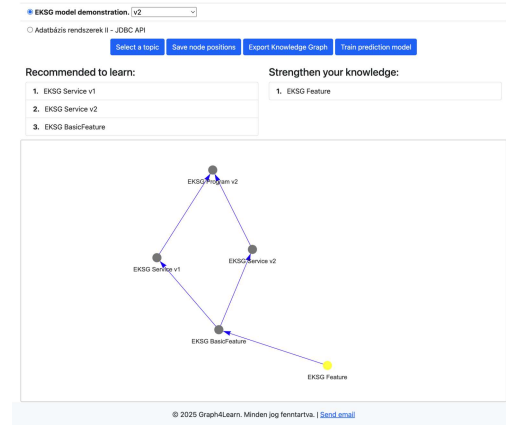 EKSG model demonstration. v2
Adatbázis rendszerek II - JDBC API
Select a topic Save node positions Export Knowledge Graph Train prediction model
Recommended to learn:
1. EKSG Service v1
2. EKSG Service v2
3. EKSG BasicFeature
Strengthen your knowledge:
1. EKSG Feature
EKSG Program v2
EKSG Service v2
EKSG Service v1
EKSG BasicFeature
EKSG Feature
© 2025 Graph4Learn. Minden jog fenntartva. | Send email